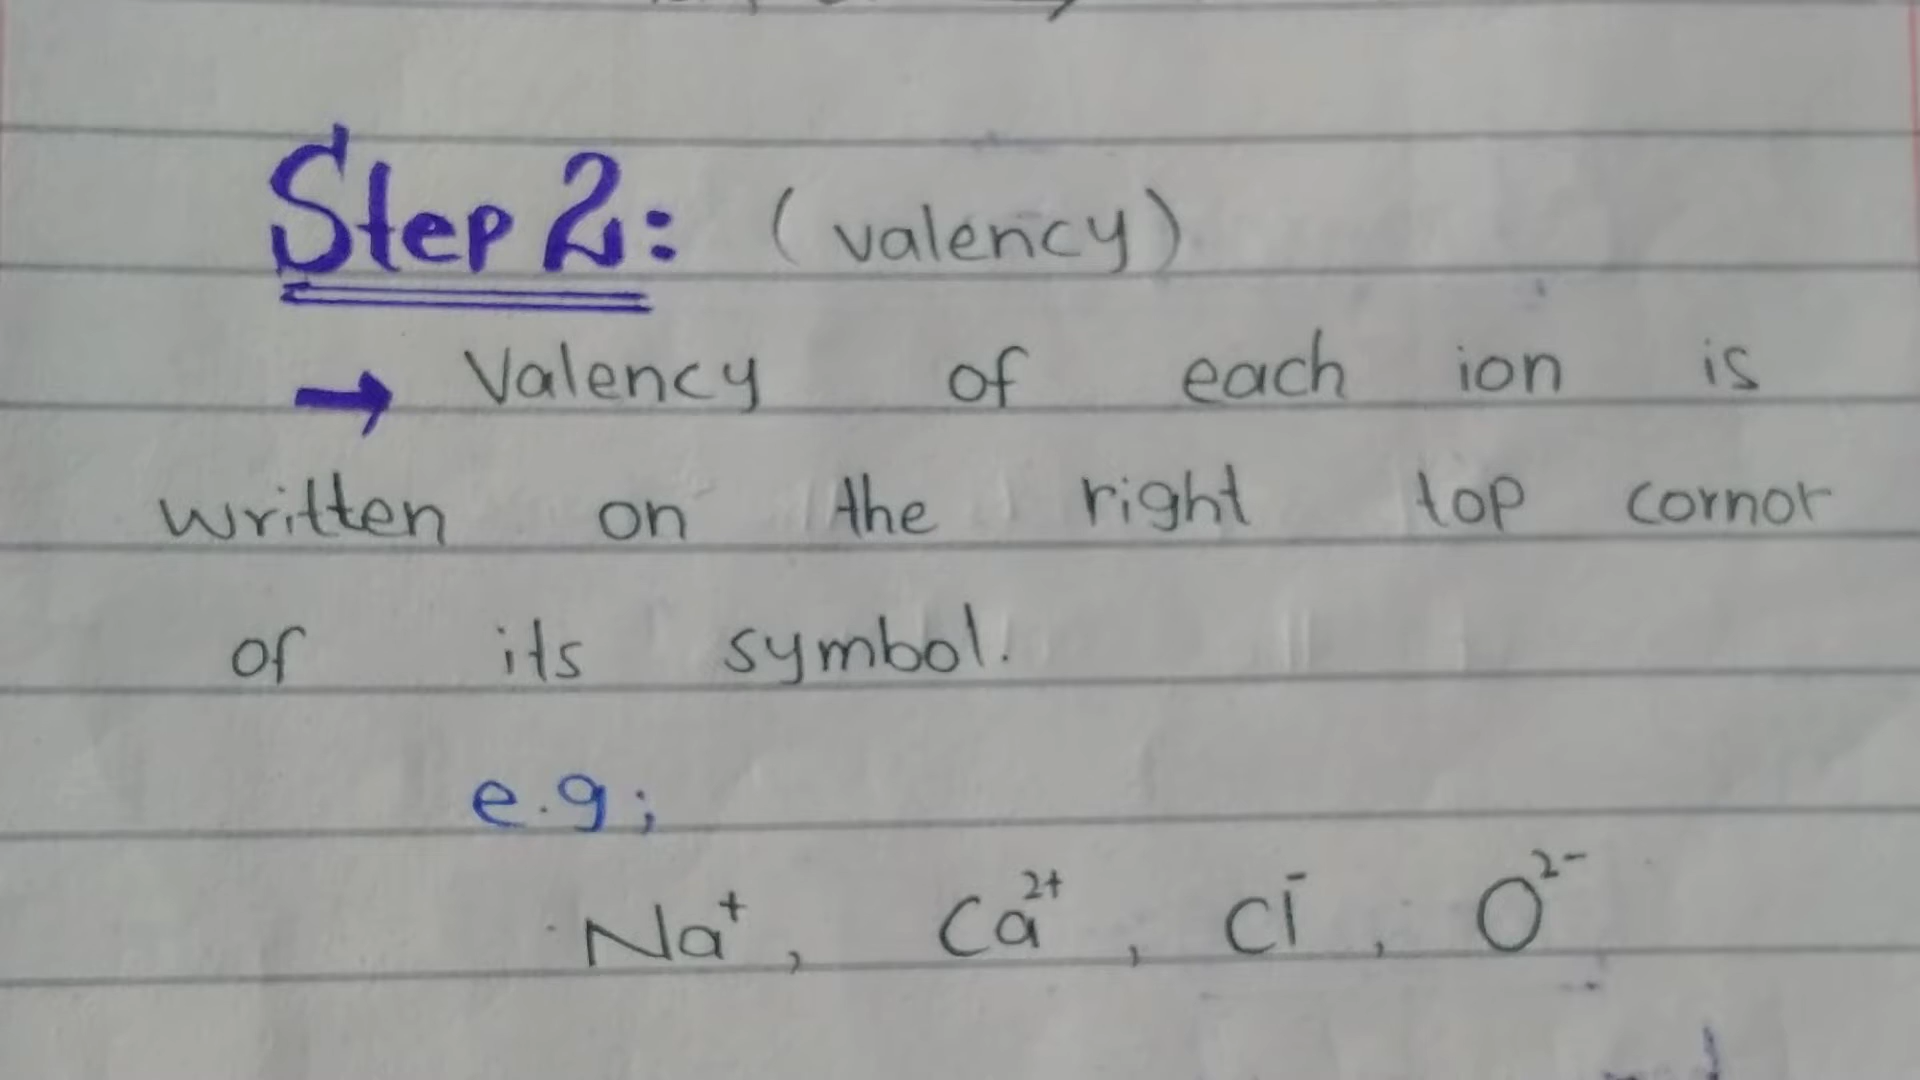 Step 2: (valency)
→ Valency of each ion is
written on the right top cornor
of its symbol.
e.g;
Na⁺, Ca²⁺, Cl⁻, O²⁻